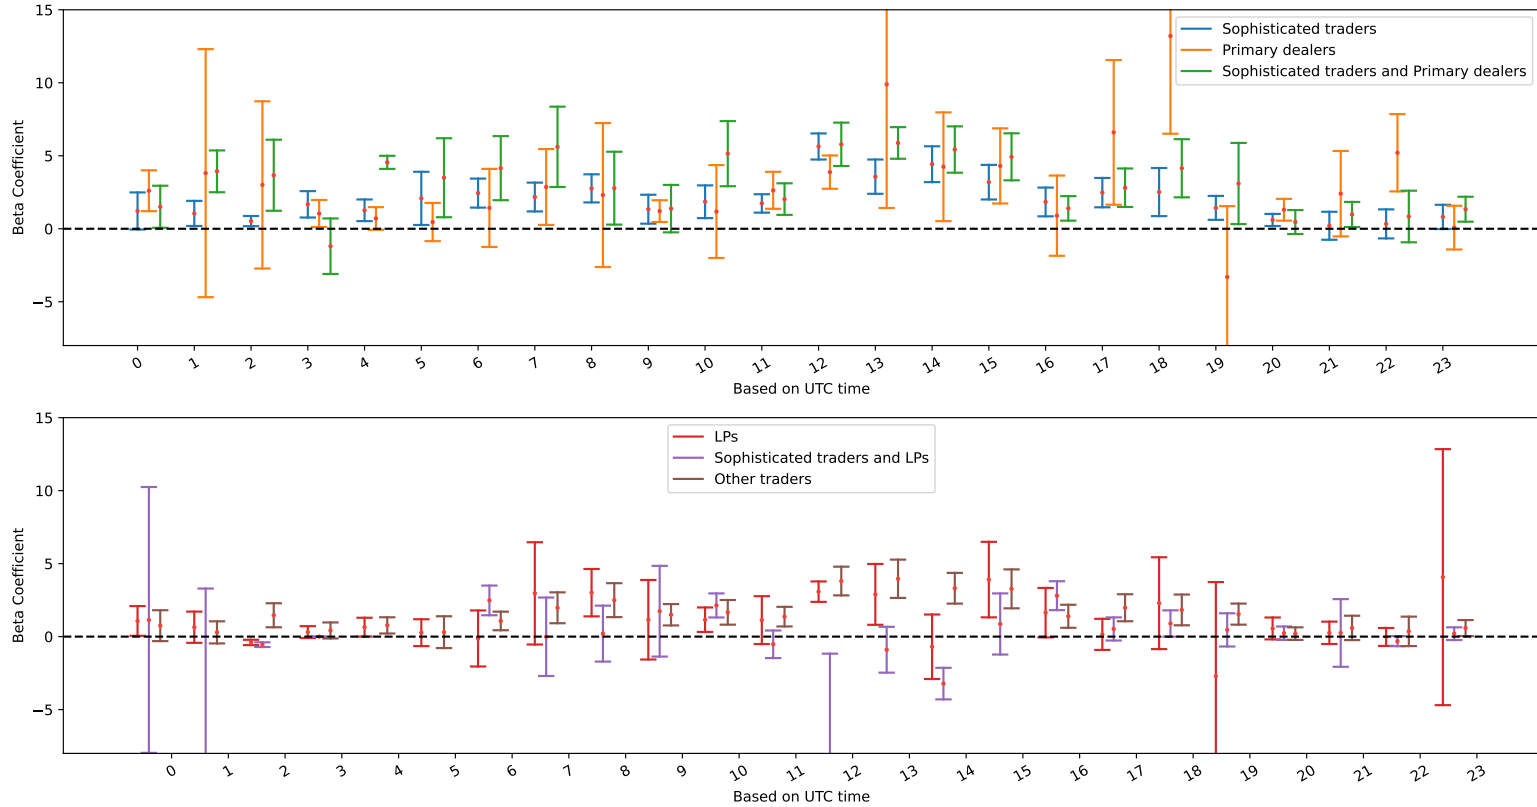 15
10
5
0
−5
Beta Coefficient
Sophisticated traders
Primary dealers
Sophisticated traders and Primary dealers
0 1 2 3 4 5 6 7 8 9 10 11 12 13 14 15 16 17 18 19 20 21 22 23
Based on UTC time
15
10
5
0
−5
Beta Coefficient
LPs
Sophisticated traders and LPs
Other traders
0 1 2 3 4 5 6 7 8 9 10 11 12 13 14 15 16 17 18 19 20 21 22 23
Based on UTC time